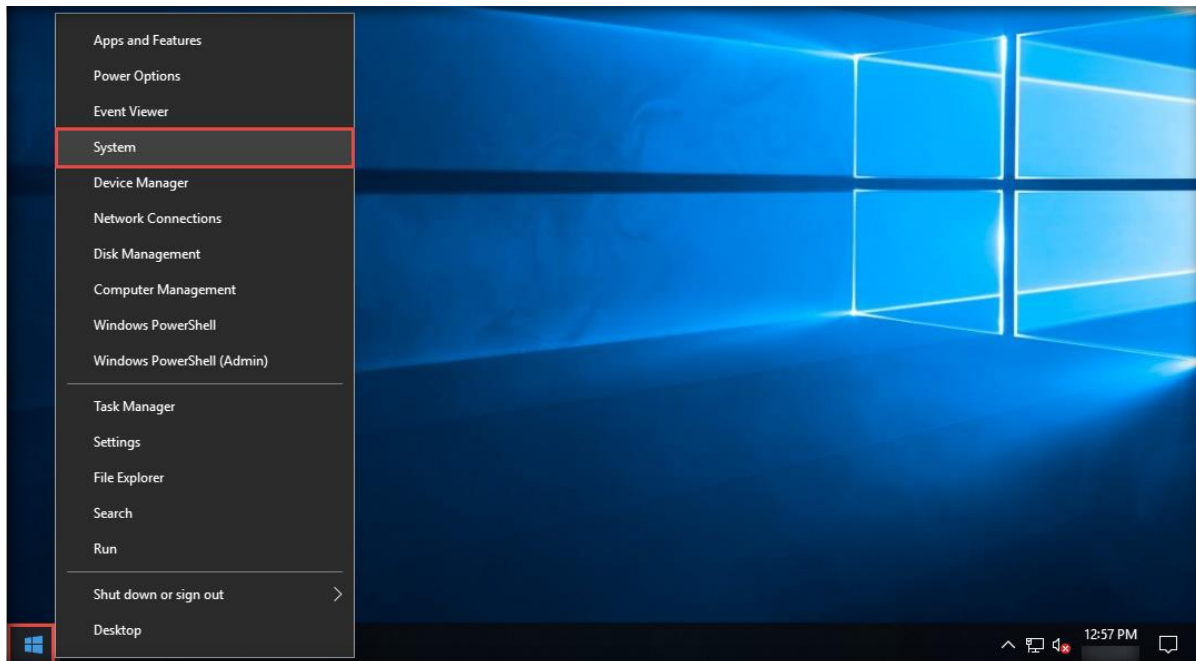 Apps and Features
Power Options
Event Viewer
System
Device Manager
Network Connections
Disk Management
Computer Management
Windows PowerShell
Windows PowerShell (Admin)
Task Manager
Settings
File Explorer
Search
Run
Shut down or sign out
Desktop
12:57 PM